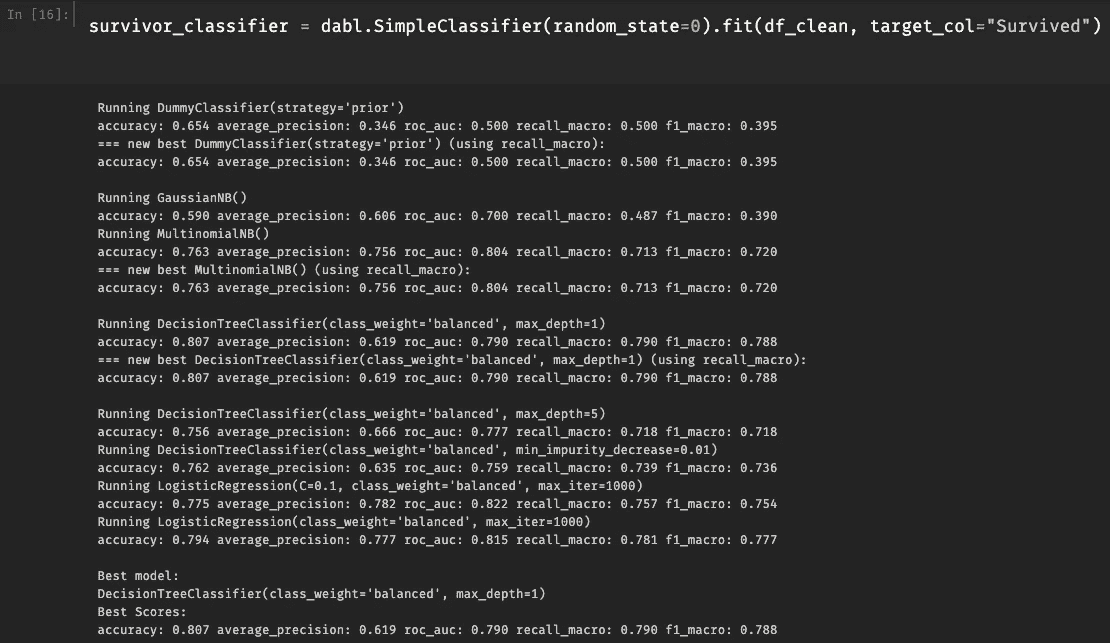 In [16]:
survivor_classifier = dabl.SimpleClassifier(random_state=0).fit(df_clean, target_col="Survived")
Running DummyClassifier(strategy='prior')
accuracy: 0.654 average_precision: 0.346 roc_auc: 0.500 recall_macro: 0.500 f1_macro: 0.395
=== new best DummyClassifier(strategy='prior') (using recall_macro):
accuracy: 0.654 average_precision: 0.346 roc_auc: 0.500 recall_macro: 0.500 f1_macro: 0.395
Running GaussianNB()
accuracy: 0.590 average_precision: 0.606 roc_auc: 0.700 recall_macro: 0.487 f1_macro: 0.390
Running MultinomialNB()
accuracy: 0.763 average_precision: 0.756 roc_auc: 0.804 recall_macro: 0.713 f1_macro: 0.720
=== new best MultinomialNB() (using recall_macro):
accuracy: 0.763 average_precision: 0.756 roc_auc: 0.804 recall_macro: 0.713 f1_macro: 0.720
Running DecisionTreeClassifier(class_weight='balanced', max_depth=1)
accuracy: 0.807 average_precision: 0.619 roc_auc: 0.790 recall_macro: 0.790 f1_macro: 0.788
=== new best DecisionTreeClassifier(class_weight='balanced', max_depth=1) (using recall_macro):
accuracy: 0.807 average_precision: 0.619 roc_auc: 0.790 recall_macro: 0.790 f1_macro: 0.788
Running DecisionTreeClassifier(class_weight='balanced', max_depth=5)
accuracy: 0.756 average_precision: 0.666 roc_auc: 0.777 recall_macro: 0.718 f1_macro: 0.718
Running DecisionTreeClassifier(class_weight='balanced', min_impurity_decrease=0.01)
accuracy: 0.762 average_precision: 0.635 roc_auc: 0.759 recall_macro: 0.739 f1_macro: 0.736
Running LogisticRegression(C=0.1, class_weight='balanced', max_iter=1000)
accuracy: 0.775 average_precision: 0.782 roc_auc: 0.822 recall_macro: 0.757 f1_macro: 0.754
Running LogisticRegression(class_weight='balanced', max_iter=1000)
accuracy: 0.794 average_precision: 0.777 roc_auc: 0.815 recall_macro: 0.781 f1_macro: 0.777
Best model:
DecisionTreeClassifier(class_weight='balanced', max_depth=1)
Best Scores:
accuracy: 0.807 average_precision: 0.619 roc_auc: 0.790 recall_macro: 0.790 f1_macro: 0.788